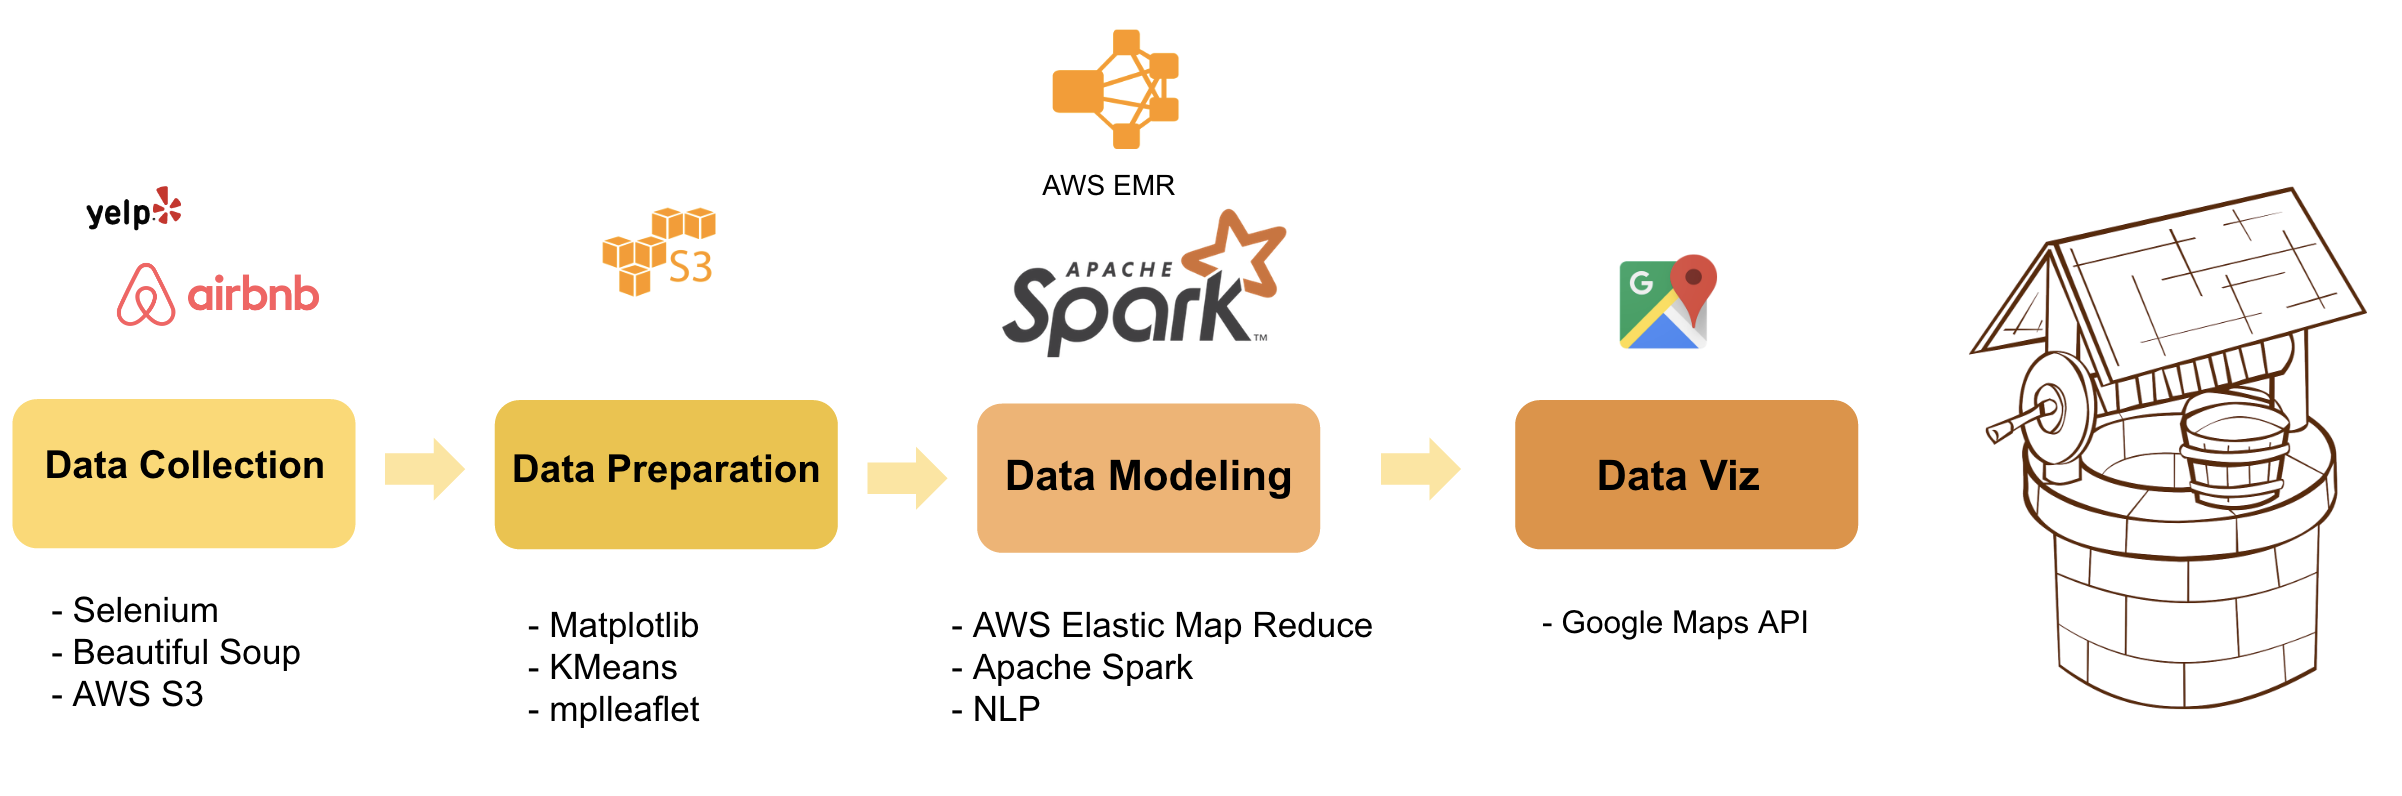 yelp
airbnb
Data Collection
- Selenium
- Beautiful Soup
- AWS S3
S3
Data Preparation
- Matplotlib
- KMeans
- mplleaflet
AWS EMR
APACHE
Spark™
Data Modeling
- AWS Elastic Map Reduce
- Apache Spark
- NLP
G
Data Viz
- Google Maps API